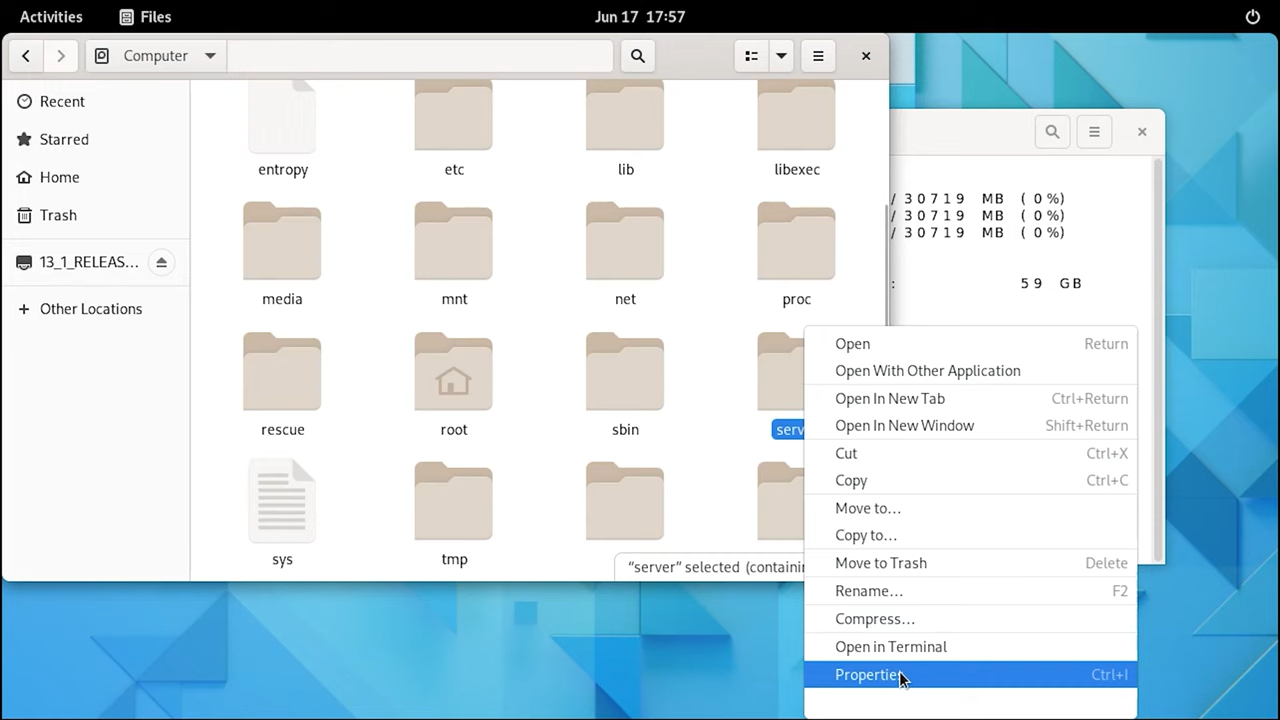 Activities
Files
Jun 17 17:57
Computer
Recent
Starred
Home
Trash
13_1_RELEAS...
Other Locations
entropy
etc
lib
libexec
media
mnt
net
proc
rescue
root
sbin
serv
sys
tmp
"server" selected (containin
/ 30719 MB ( 0%)
/ 30719 MB ( 0%)
/ 30719 MB ( 0%)
: 59 GB
Open Return
Open With Other Application
Open In New Tab Ctrl+Return
Open In New Window Shift+Return
Cut Ctrl+X
Copy Ctrl+C
Move to…
Copy to…
Move to Trash Delete
Rename… F2
Compress…
Open in Terminal
Propertie Ctrl+I